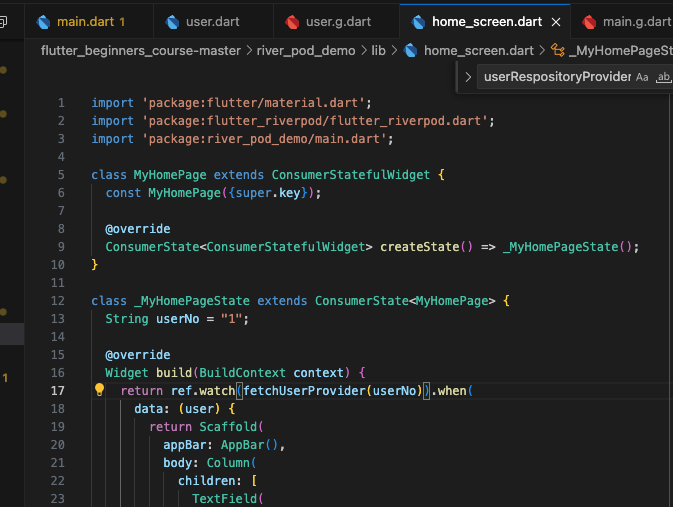 main.dart 1
user.dart
user.g.dart
home_screen.dart
main.g.dart
flutter_beginners_course-master > river_pod_demo > lib > home_screen.dart > _MyHomePageSt
userRespositoryProvider Aa ab
1 import 'package:flutter/material.dart';
2 import 'package:flutter_riverpod/flutter_riverpod.dart';
3 import 'package:river_pod_demo/main.dart';
4
5 class MyHomePage extends ConsumerStatefulWidget {
6 const MyHomePage({super.key});
7
8 @override
9 ConsumerState<ConsumerStatefulWidget> createState() => _MyHomePageState();
10 }
11
12 class _MyHomePageState extends ConsumerState<MyHomePage> {
13 String userNo = "1";
14
15 @override
16 Widget build(BuildContext context) {
17 return ref.watch(fetchUserProvider(userNo)).when(
18 data: (user) {
19 return Scaffold(
20 appBar: AppBar(),
21 body: Column(
22 children: [
23 TextField(
1